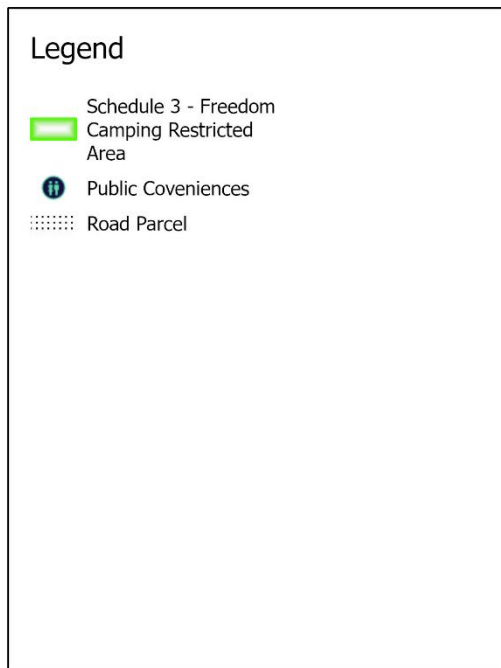 Legend
Schedule 3 - Freedom
Camping Restricted
Area
Public Coveniences
Road Parcel